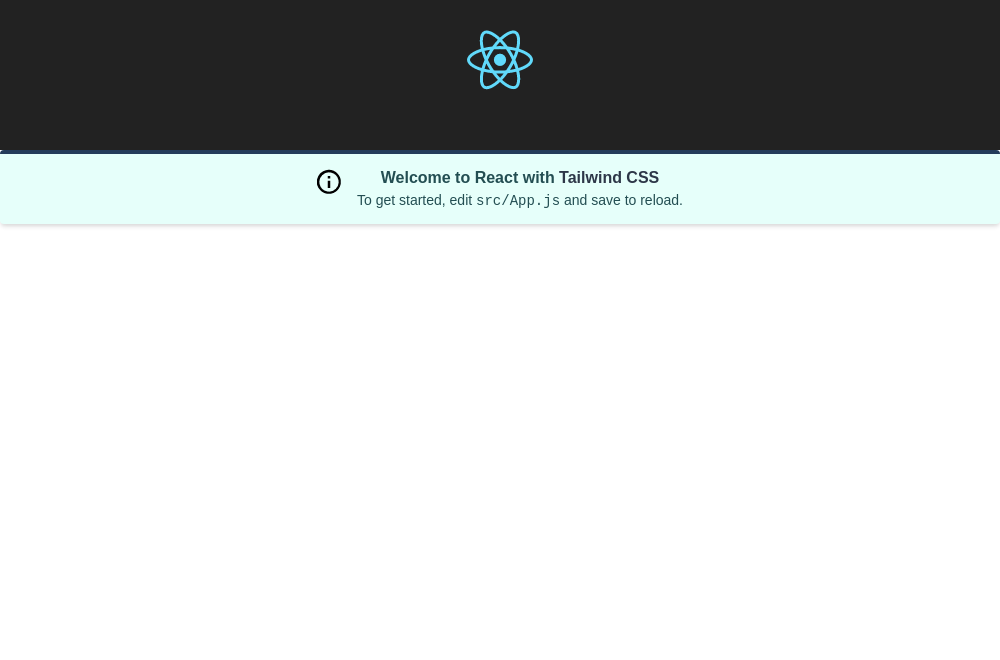 Welcome to React with Tailwind CSS
To get started, edit src/App.js and save to reload.